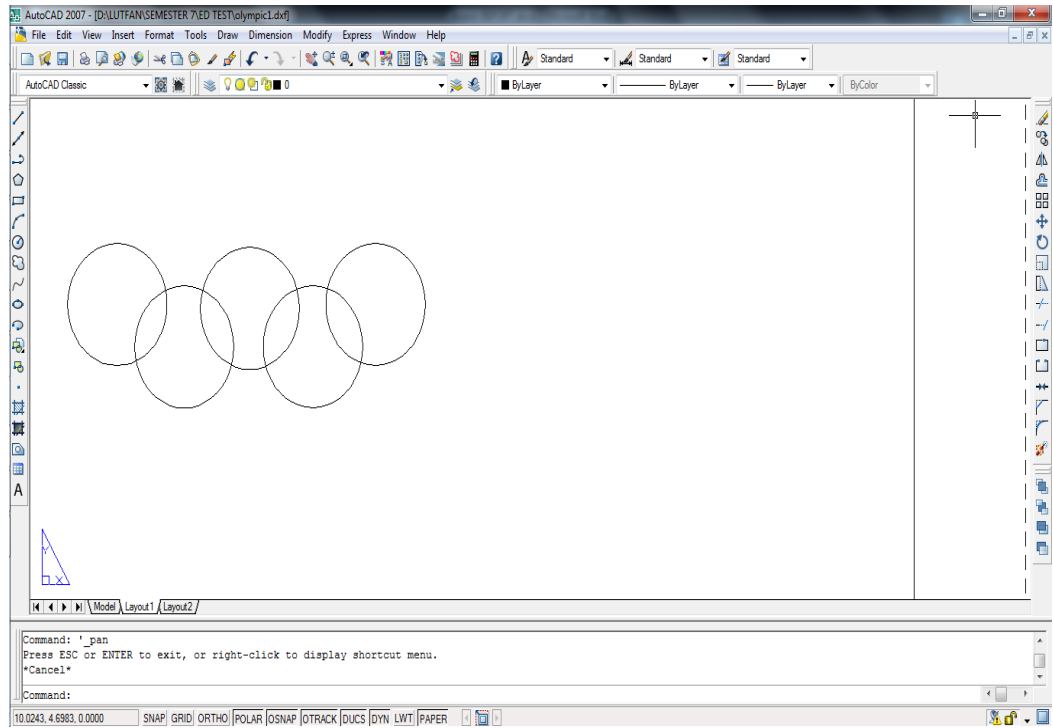 AutoCAD 2007 - [D:\LUTFAN\SEMESTER 7\ED TEST\olympic1.dxf]
File Edit View Insert Format Tools Draw Dimension Modify Express Window Help
Standard Standard Standard
AutoCAD Classic 0 ByLayer ByLayer ByLayer ByColor
A
Y
X
Model Layout1 Layout2
Command: '_pan
Press ESC or ENTER to exit, or right-click to display shortcut menu.
*Cancel*
Command:
10.0243, 4.6983, 0.0000 SNAP GRID ORTHO POLAR OSNAP OTRACK DUCS DYN LWT PAPER